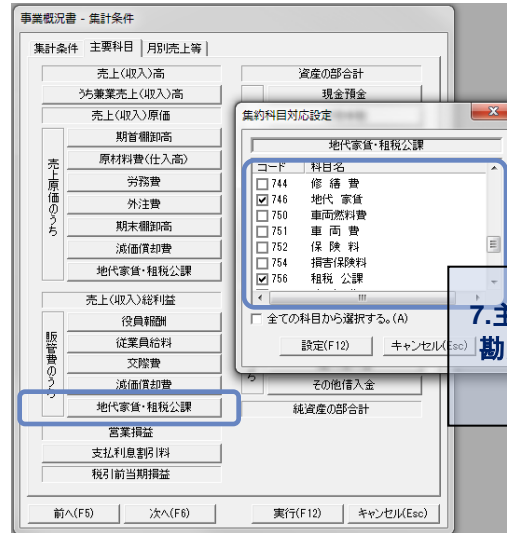 事業概況書 - 集計条件
集計条件 主要科目 月別売上等
売上(収入)高
うち兼業売上(収入)高
売上(収入)原価
売上原価のうち
期首棚卸高
原材料費(仕入高)
労務費
外注費
期末棚卸高
減価償却費
地代家賃・租税公課
売上(収入)総利益
販管費のうち
役員報酬
従業員給料
交際費
減価償却費
地代家賃・租税公課
営業損益
支払利息割引料
税引前当期損益
資産の部合計
現金預金
集約科目対応設定
地代家賃・租税公課
コード 科目名
744 修 繕 費
746 地代 家賃
750 車両燃料費
751 車 両 費
752 保 険 料
754 損害保険料
756 租税 公課
全ての科目から選択する。(A)
設定(F12) キャンセル(Esc)
7.主
勘
その他借入金
純資産の部合計
前へ(F5) 次へ(F6) 実行(F12) キャンセル(Esc)